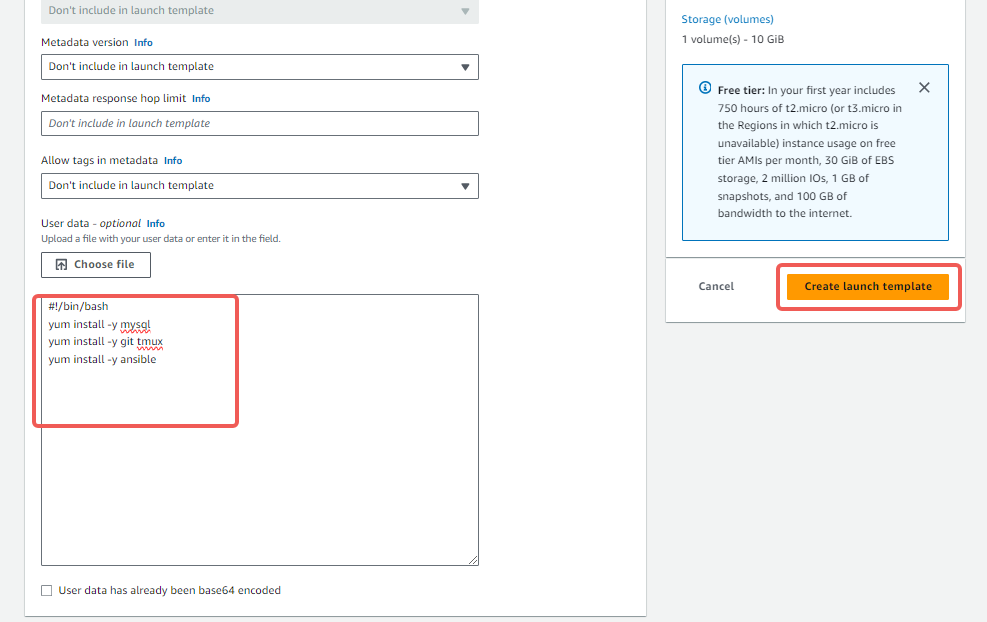 Don't include in launch template
Metadata version Info
Don't include in launch template
Metadata response hop limit Info
Don't include in launch template
Allow tags in metadata Info
Don't include in launch template
User data - optional Info
Upload a file with your user data or enter it in the field.
Choose file
#!/bin/bash
yum install -y mysql
yum install -y git tmux
yum install -y ansible
User data has already been base64 encoded
Storage (volumes)
1 volume(s) - 10 GiB
Free tier: In your first year includes
750 hours of t2.micro (or t3.micro in
the Regions in which t2.micro is
unavailable) instance usage on free
tier AMIs per month, 30 GiB of EBS
storage, 2 million IOs, 1 GB of
snapshots, and 100 GB of
bandwidth to the internet.
Cancel
Create launch template